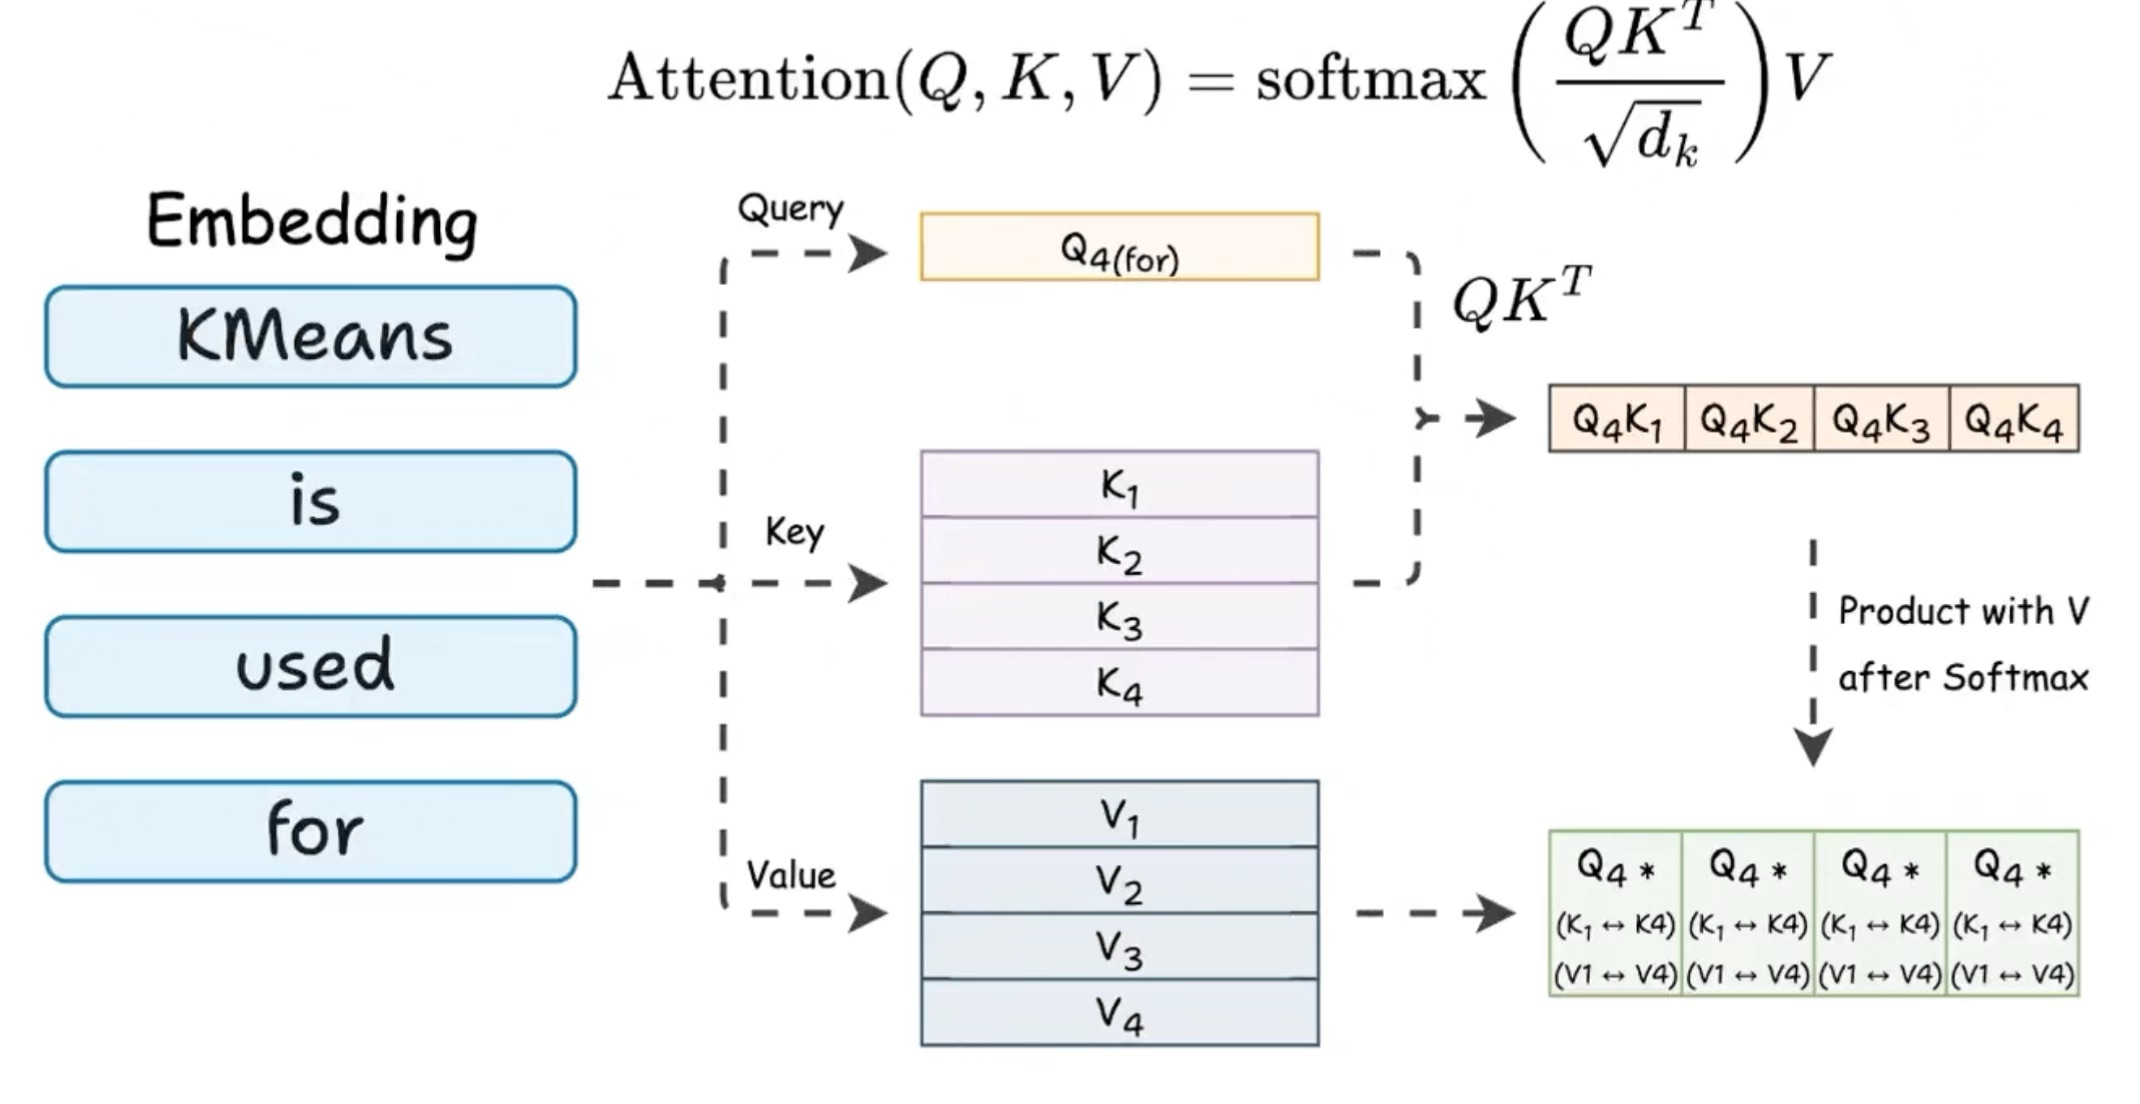 Attention(Q, K, V) = softmax(QK^T / √d_k)V
Embedding
KMeans
is
used
for
Query
Q₄(for)
Key
K₁
K₂
K₃
K₄
Value
V₁
V₂
V₃
V₄
QK^T
Q₄K₁ Q₄K₂ Q₄K₃ Q₄K₄
Product with V
after Softmax
Q₄ * Q₄ * Q₄ * Q₄ *
(K₁ ↔ K4) (K₁ ↔ K4) (K₁ ↔ K4) (K₁ ↔ K4)
(V1 ↔ V4) (V1 ↔ V4) (V1 ↔ V4) (V1 ↔ V4)